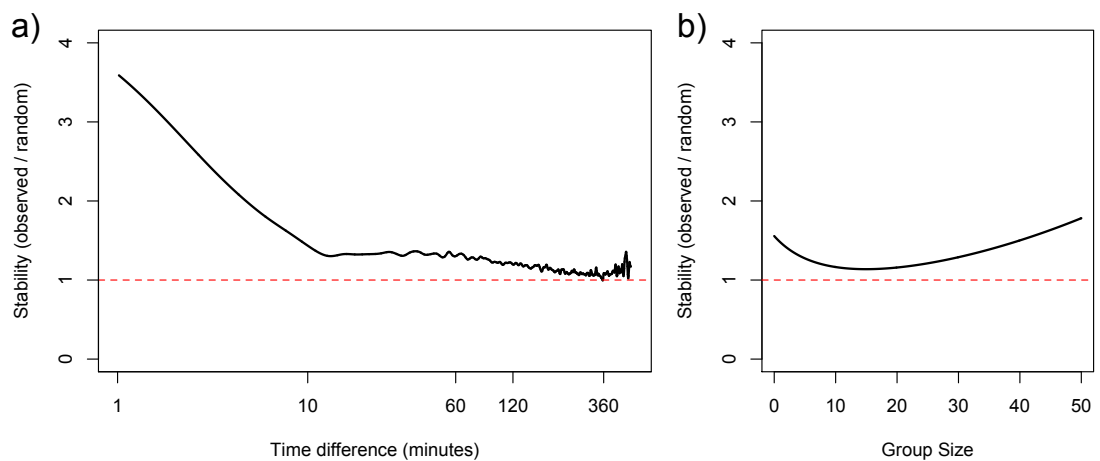 a)
4
3
2
1
0
Stability (observed / random)
1 10 60 120 360
Time difference (minutes)
b)
4
3
2
1
0
Stability (observed / random)
0 10 20 30 40 50
Group Size